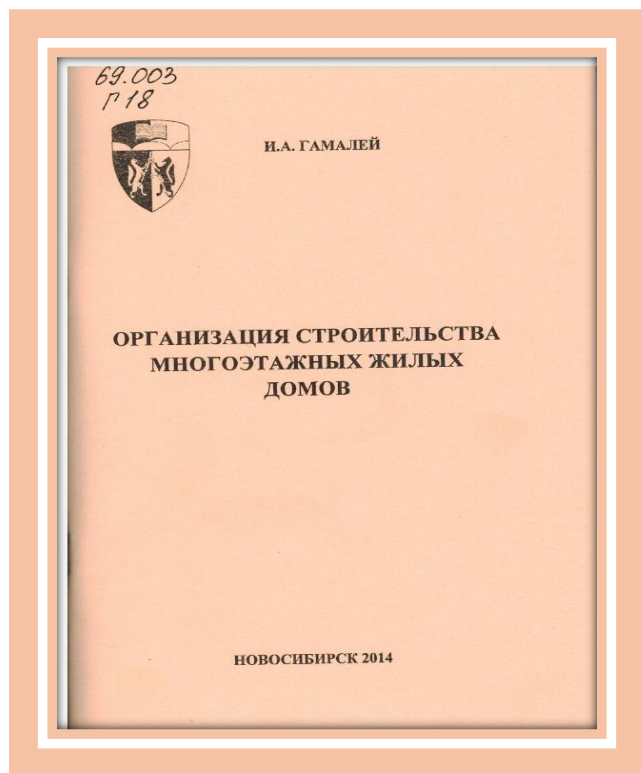 69.003
Г 18
И.А. ГАМАЛЕЙ
ОРГАНИЗАЦИЯ СТРОИТЕЛЬСТВА
МНОГОЭТАЖНЫХ ЖИЛЫХ
ДОМОВ
НОВОСИБИРСК 2014